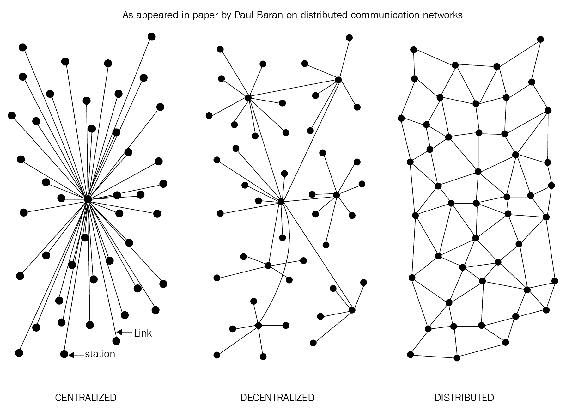 As appeared in paper by Paul Baran on distributed communication networks
Link
station
CENTRALIZED
DECENTRALIZED
DISTRIBUTED